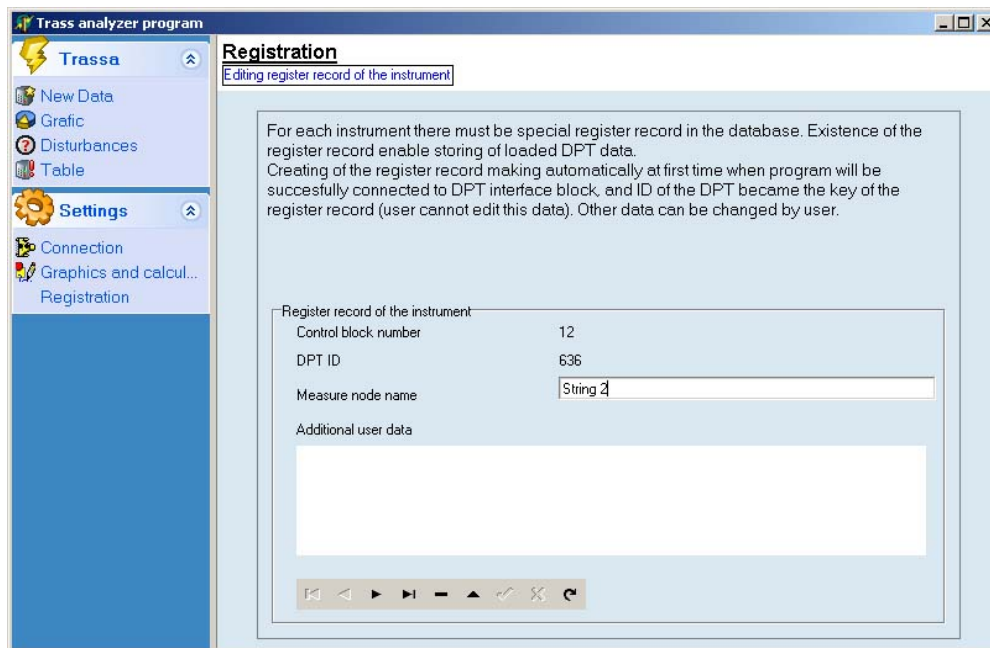 Trass analyzer program
Trassa
New Data
Grafic
Disturbances
Table
Settings
Connection
Graphics and calcul...
Registration
Registration
Editing register record of the instrument
For each instrument there must be special register record in the database. Existence of the
register record enable storing of loaded DPT data.
Creating of the register record making automatically at first time when program will be
succesfully connected to DPT interface block, and ID of the DPT became the key of the
register record (user cannot edit this data). Other data can be changed by user.
Register record of the instrument
Control block number 12
DPT ID 636
Measure node name String 2
Additional user data